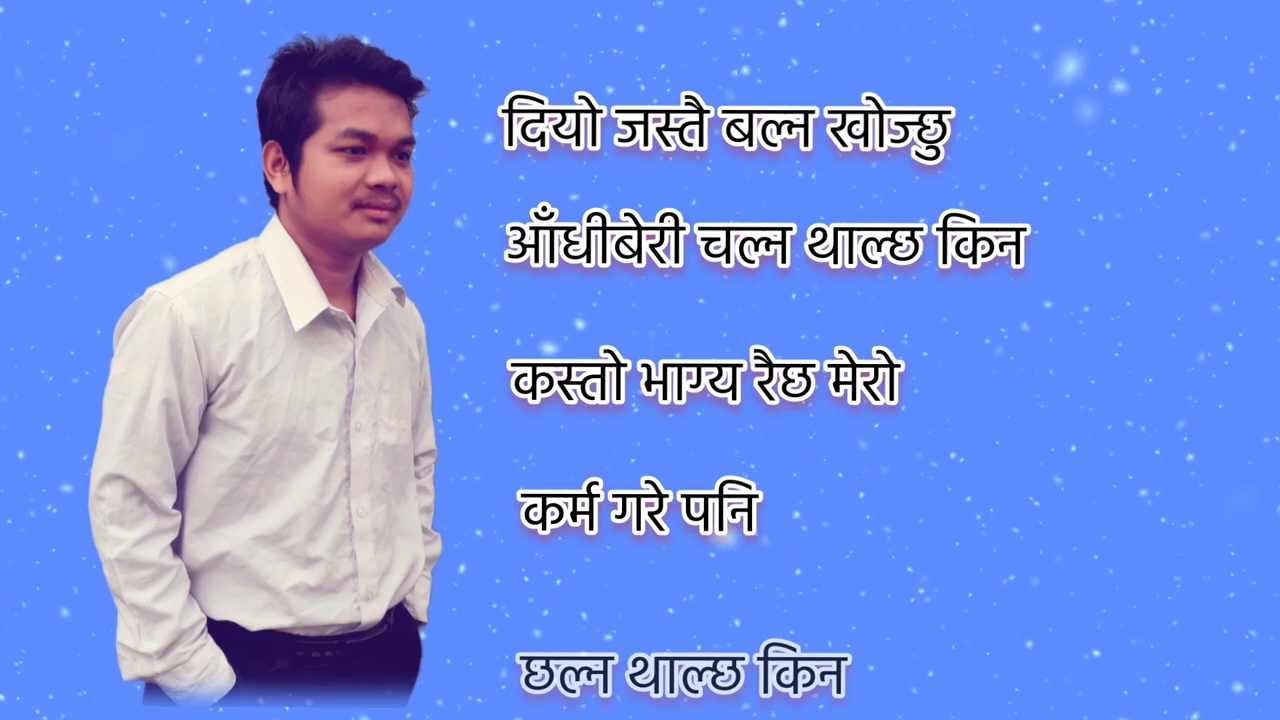 दियो जस्तै बल्न खोज्छु
आँधीबेरी चल्न थाल्छ किन
कस्तो भाग्य रैछ मेरो
कर्म गरे पनि
छल्न थाल्छ किन